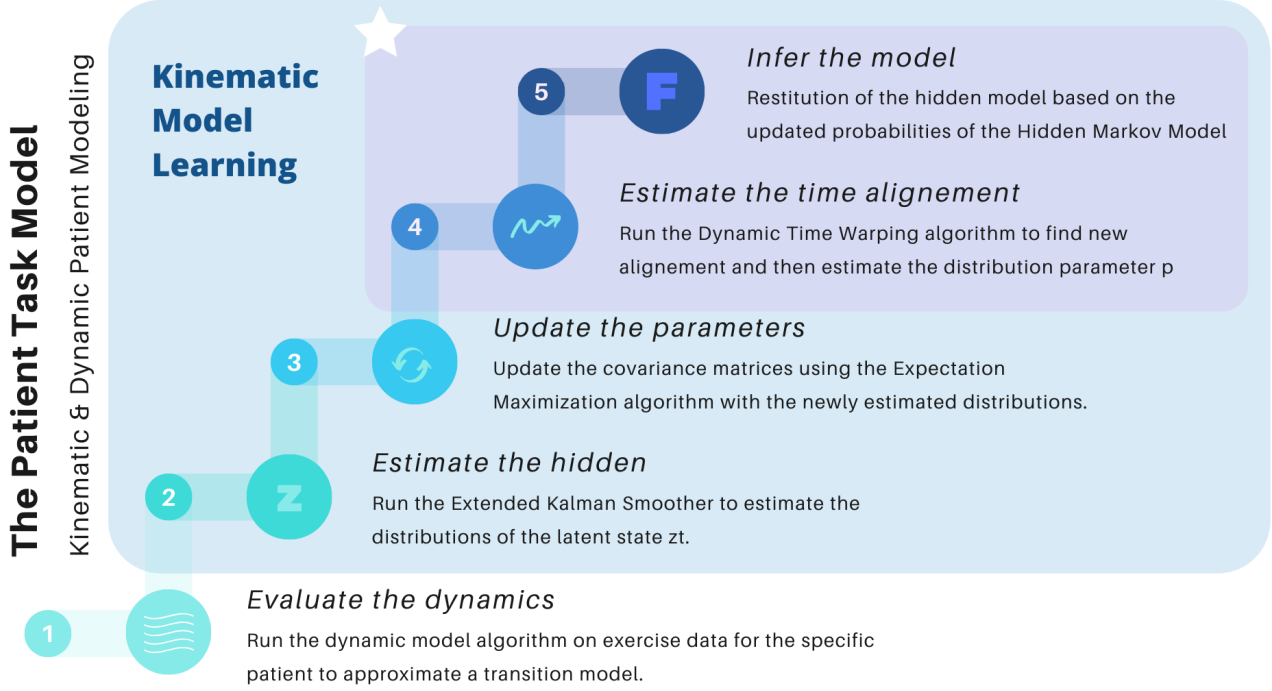 The Patient Task Model
Kinematic & Dynamic Patient Modeling
Kinematic
Model
Learning
5
F
Infer the model
Restitution of the hidden model based on the
updated probabilities of the Hidden Markov Model
4
Estimate the time alignement
Run the Dynamic Time Warping algorithm to find new
alignement and then estimate the distribution parameter p
3
Update the parameters
Update the covariance matrices using the Expectation
Maximization algorithm with the newly estimated distributions.
2
z
Estimate the hidden
Run the Extended Kalman Smoother to estimate the
distributions of the latent state zt.
1
Evaluate the dynamics
Run the dynamic model algorithm on exercise data for the specific
patient to approximate a transition model.